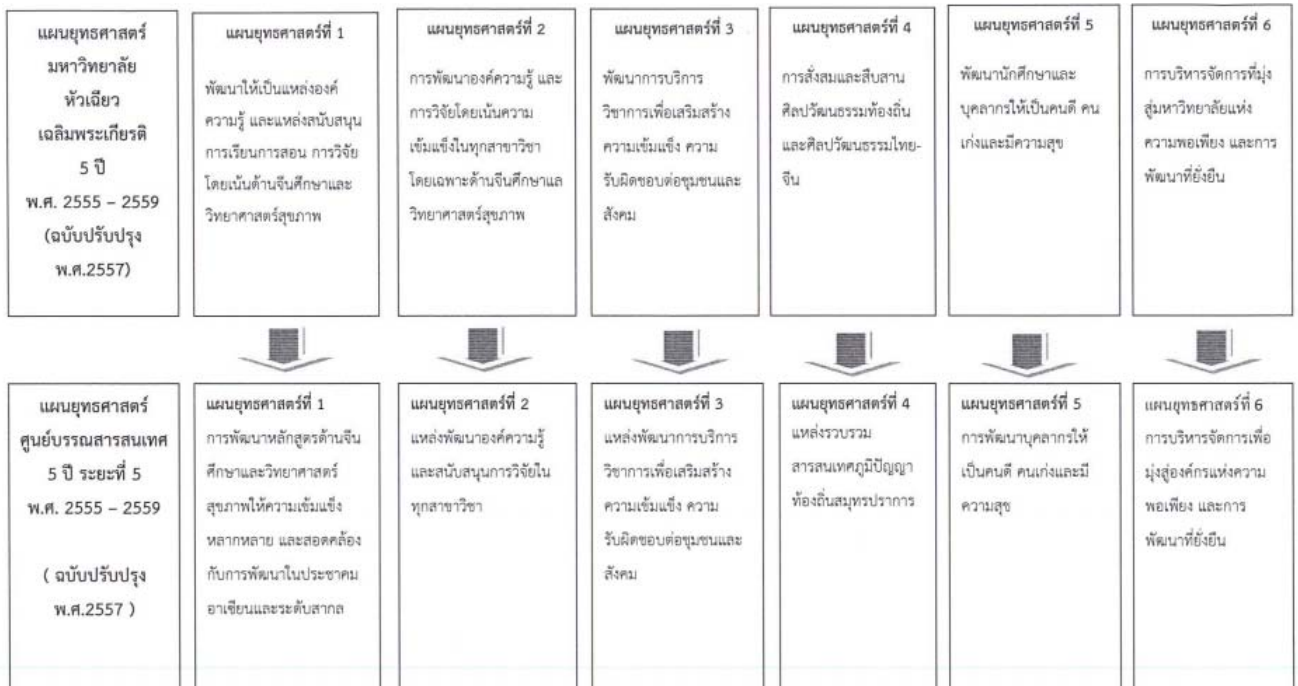 แผนยุทธศาสตร์
มหาวิทยาลัย
หัวเฉียว
เฉลิมพระเกียรติ
5 ปี
พ.ศ. 2555 – 2559
(ฉบับปรับปรุง
พ.ศ.2557)
แผนยุทธศาสตร์ที่ 1
พัฒนาให้เป็นแหล่งองค์
ความรู้ และแหล่งสนับสนุน
การเรียนการสอน การวิจัย
โดยเน้นด้านจีนศึกษาและ
วิทยาศาสตร์สุขภาพ
แผนยุทธศาสตร์ที่ 2
การพัฒนาองค์ความรู้ และ
การวิจัยโดยเน้นความ
เข้มแข็งในทุกสาขาวิชา
โดยเฉพาะด้านจีนศึกษาแล
วิทยาศาสตร์สุขภาพ
แผนยุทธศาสตร์ที่ 3
พัฒนาการบริการ
วิชาการเพื่อเสริมสร้าง
ความเข้มแข็ง ความ
รับผิดชอบต่อชุมชนและ
สังคม
แผนยุทธศาสตร์ที่ 4
การสั่งสมและสืบสาน
ศิลปวัฒนธรรมท้องถิ่น
และศิลปวัฒนธรรมไทย-
จีน
แผนยุทธศาสตร์ที่ 5
พัฒนานักศึกษาและ
บุคลากรให้เป็นคนดี คน
เก่งและมีความสุข
แผนยุทธศาสตร์ที่ 6
การบริหารจัดการที่มุ่ง
สู่มหาวิทยาลัยแห่ง
ความพอเพียง และการ
พัฒนาที่ยั่งยืน
แผนยุทธศาสตร์
ศูนย์บรรณสารสนเทศ
5 ปี ระยะที่ 5
พ.ศ. 2555 – 2559
( ฉบับปรับปรุง
พ.ศ.2557 )
แผนยุทธศาสตร์ที่ 1
การพัฒนาหลักสูตรด้านจีน
ศึกษาและวิทยาศาสตร์
สุขภาพให้ความเข้มแข็ง
หลากหลาย และสอดคล้อง
กับการพัฒนาในประชาคม
อาเซียนและระดับสากล
แผนยุทธศาสตร์ที่ 2
แหล่งพัฒนาองค์ความรู้
และสนับสนุนการวิจัยใน
ทุกสาขาวิชา
แผนยุทธศาสตร์ที่ 3
แหล่งพัฒนาการบริการ
วิชาการเพื่อเสริมสร้าง
ความเข้มแข็ง ความ
รับผิดชอบต่อชุมชนและ
สังคม
แผนยุทธศาสตร์ที่ 4
แหล่งรวบรวม
สารสนเทศภูมิปัญญา
ท้องถิ่นสมุทรปราการ
แผนยุทธศาสตร์ที่ 5
การพัฒนาบุคลากรให้
เป็นคนดี คนเก่งและมี
ความสุข
แผนยุทธศาสตร์ที่ 6
การบริหารจัดการเพื่อ
มุ่งสู่องค์กรแห่งความ
พอเพียง และการ
พัฒนาที่ยั่งยืน